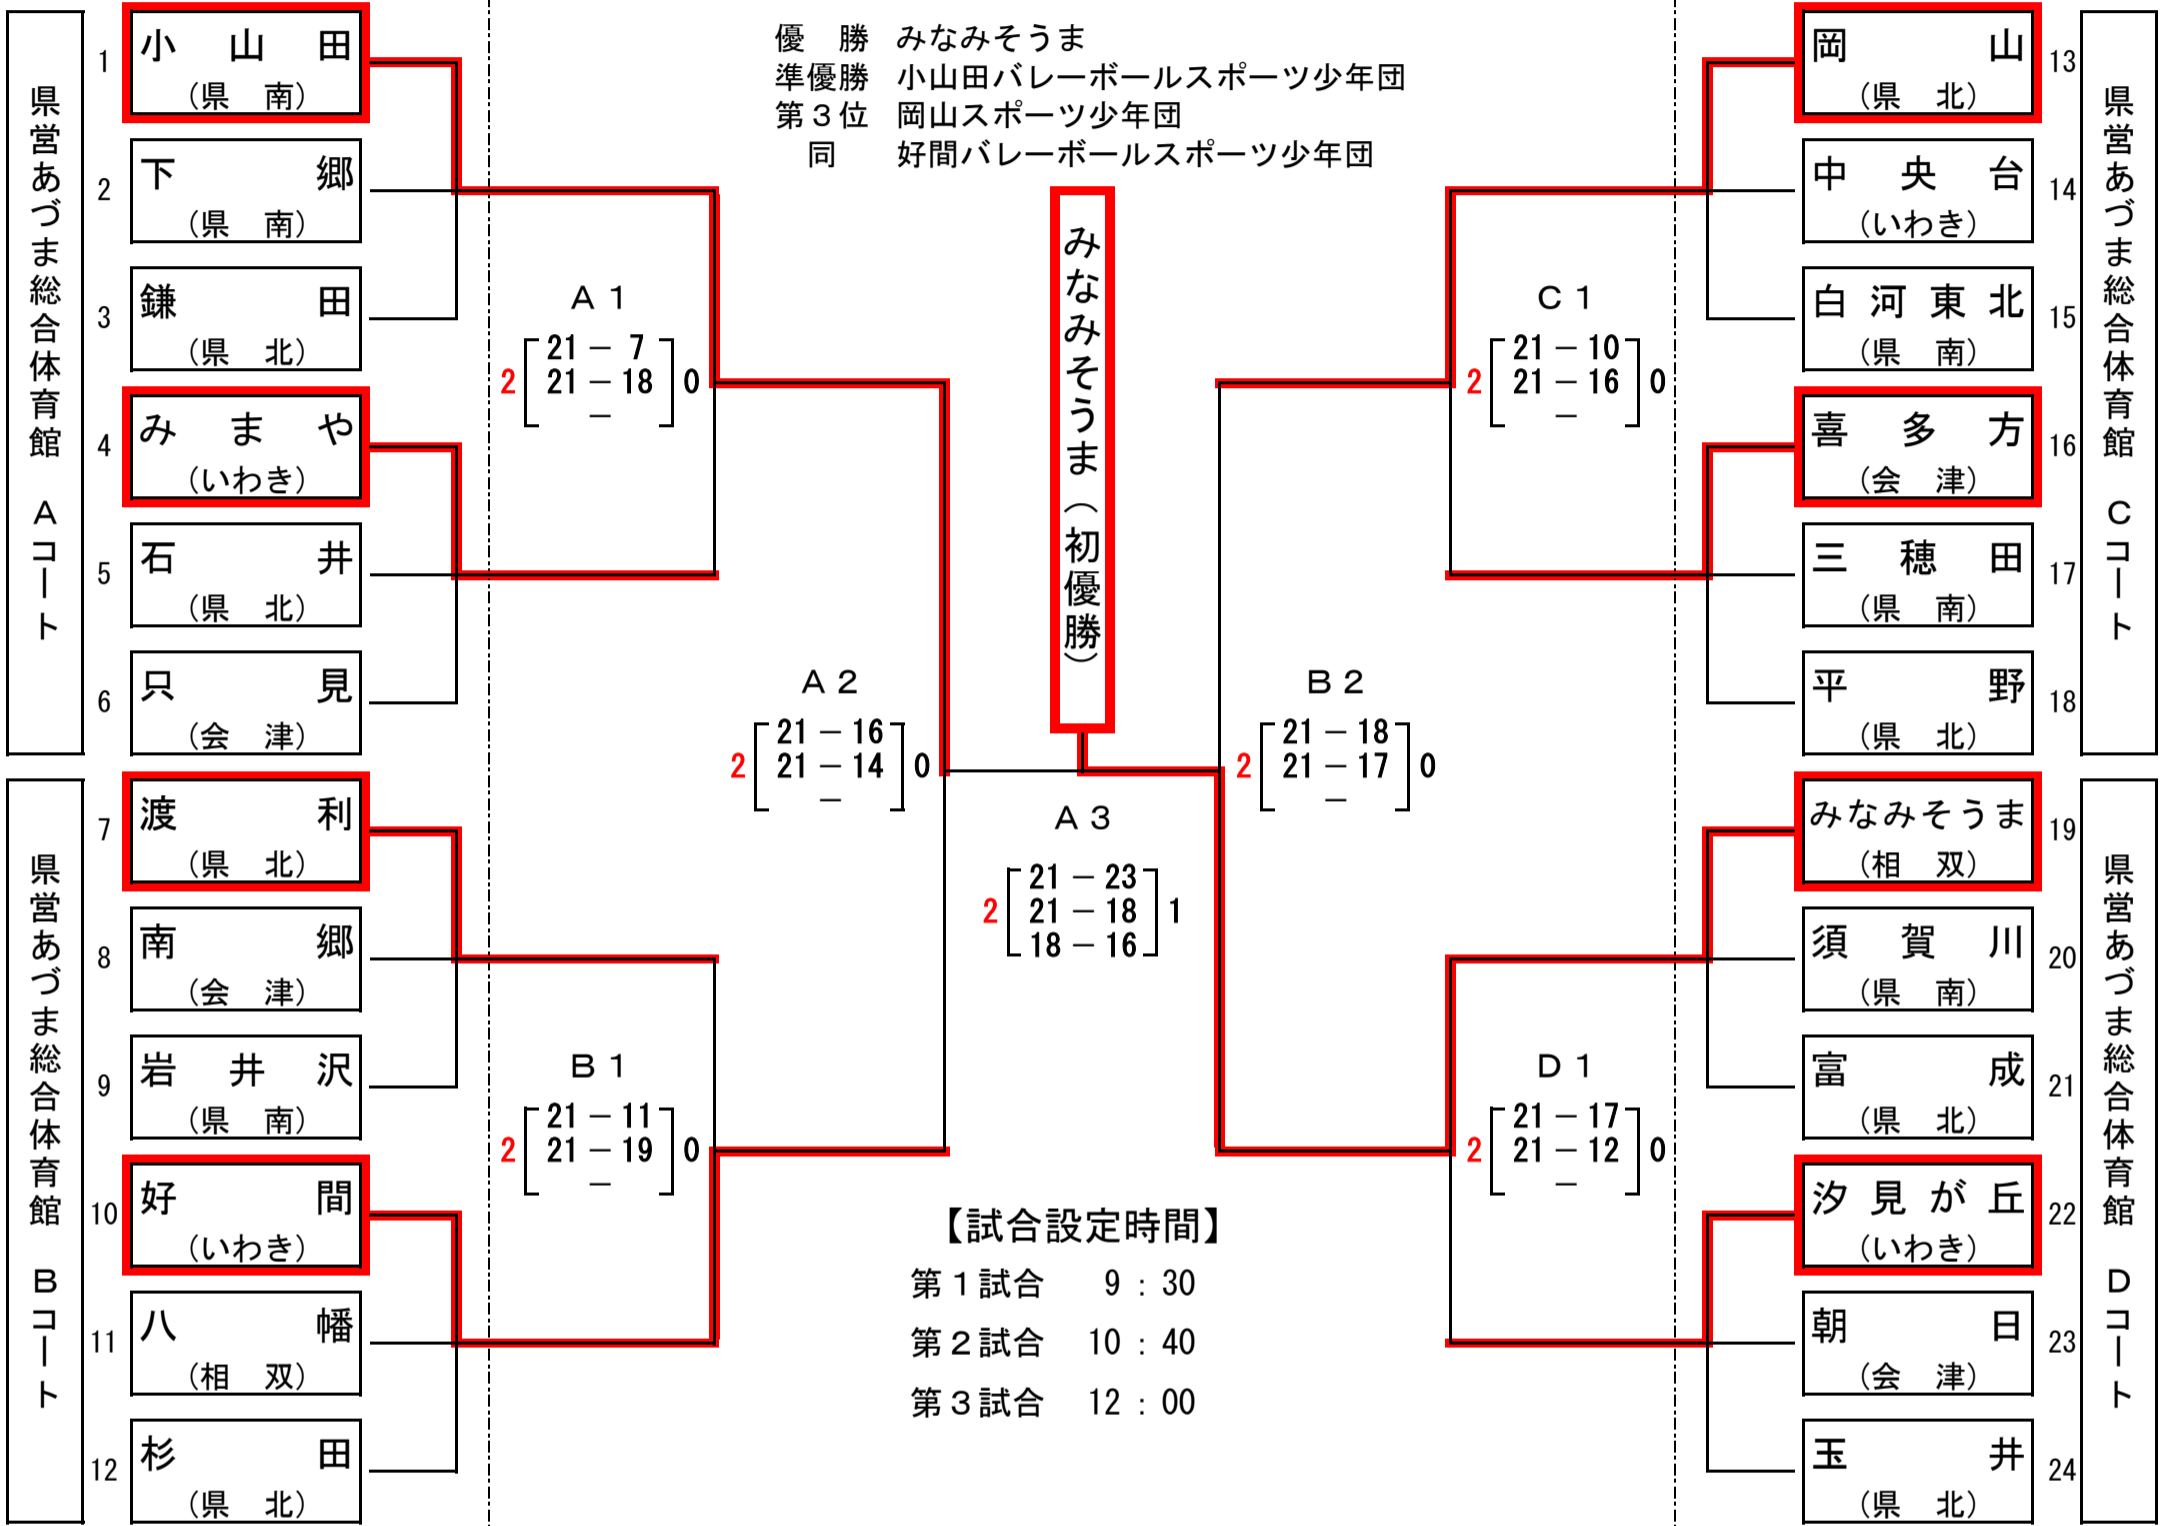 優　勝　みなみそうま
準優勝　小山田バレーボールスポーツ少年団
第３位　岡山スポーツ少年団
同　好間バレーボールスポーツ少年団
県営あづま総合体育館　Ａコート
1
小山田
（県　南）
2
下郷
（県　南）
3
鎌田
（県　北）
4
みまや
（いわき）
5
石井
（県　北）
6
只見
（会　津）
県営あづま総合体育館　Ｂコート
7
渡利
（県　北）
8
南郷
（会　津）
9
岩井沢
（県　南）
10
好間
（いわき）
11
八幡
（相　双）
12
杉田
（県　北）
Ａ１
21 － 7
2 21 － 18 0
－
Ｂ１
21 － 11
2 21 － 19 0
－
Ａ２
21 － 16
2 21 － 14 0
－
みなみそうま（初優勝）
Ａ３
21 － 23
2 21 － 18 1
18 － 16
Ｂ２
21 － 18
2 21 － 17 0
－
Ｃ１
21 － 10
2 21 － 16 0
－
Ｄ１
21 － 17
2 21 － 12 0
－
【試合設定時間】
第１試合　9：30
第２試合　10：40
第３試合　12：00
岡山
（県　北）
13
中央台
（いわき）
14
白河東北
（県　南）
15
喜多方
（会　津）
16
三穂田
（県　南）
17
平野
（県　北）
18
県営あづま総合体育館　Ｃコート
みなみそうま
（相　双）
19
須賀川
（県　南）
20
富成
（県　北）
21
汐見が丘
（いわき）
22
朝日
（会　津）
23
玉井
（県　北）
24
県営あづま総合体育館　Ｄコート